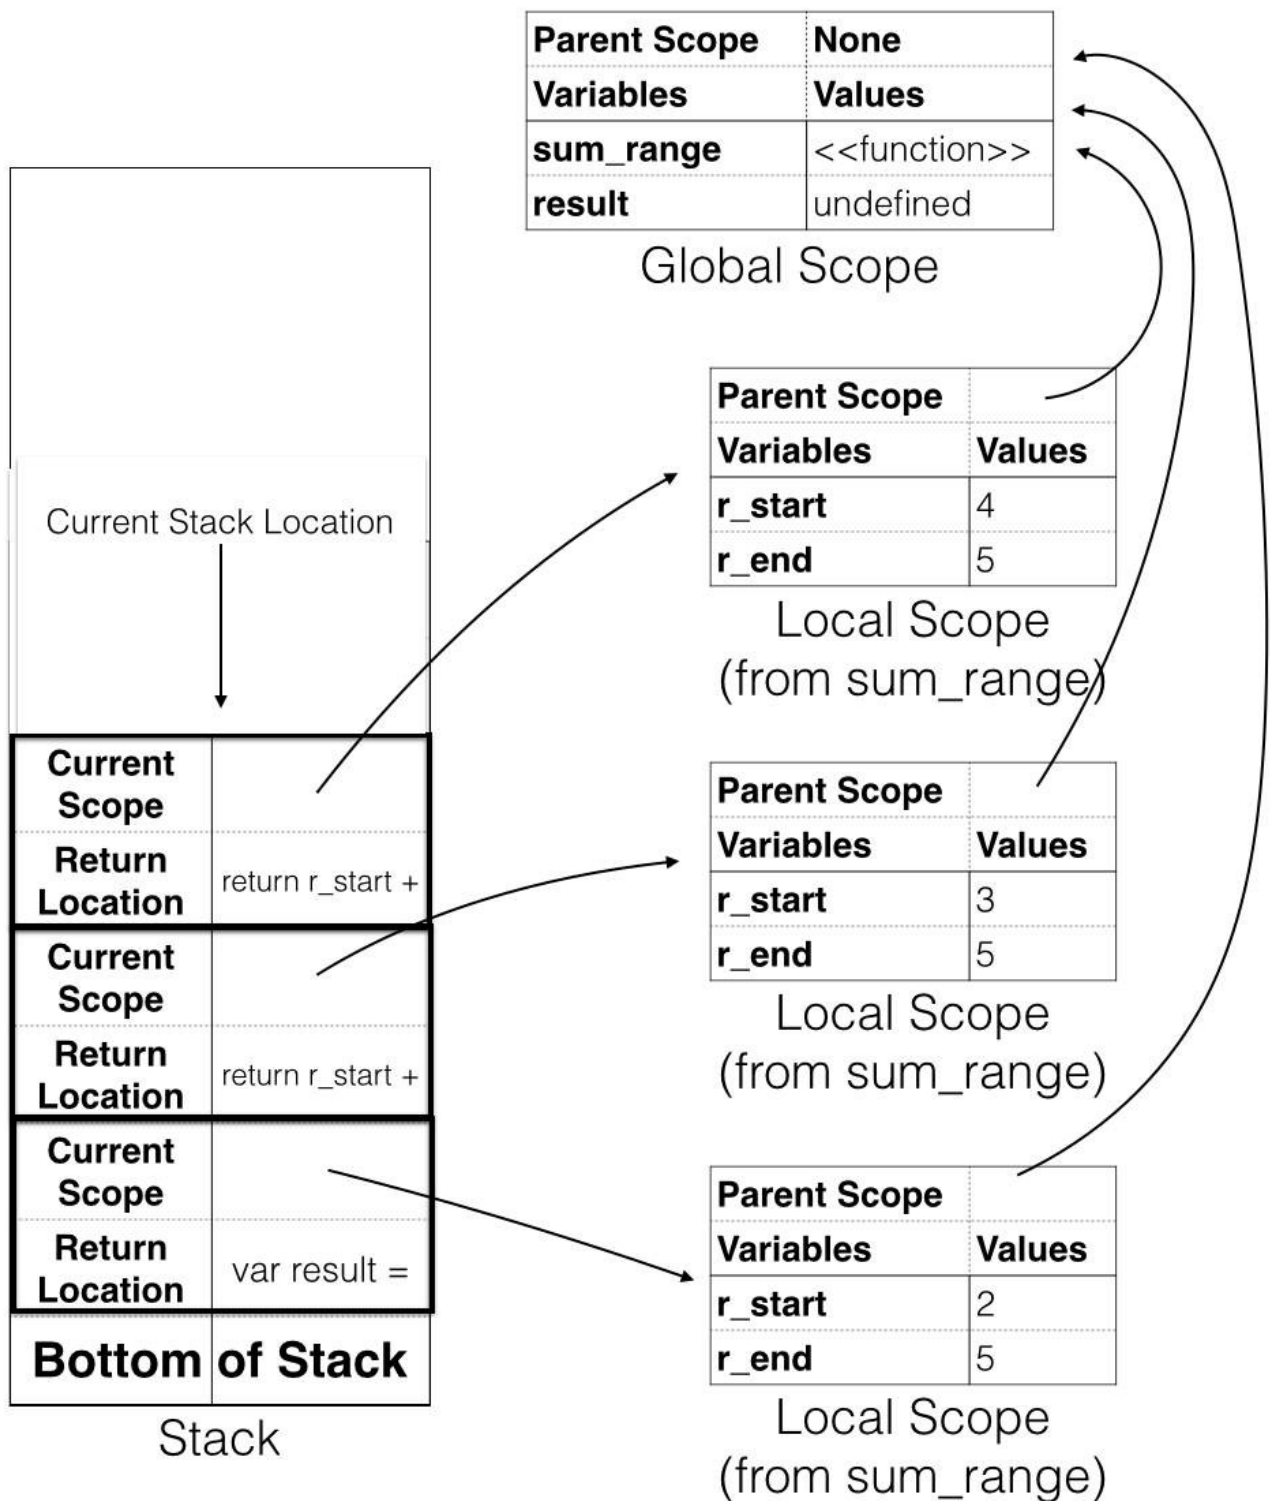 Parent Scope None
Variables Values
sum_range <<function>>
result undefined
Global Scope
Parent Scope
Variables Values
r_start 4
r_end 5
Local Scope
(from sum_range)
Parent Scope
Variables Values
r_start 3
r_end 5
Local Scope
(from sum_range)
Parent Scope
Variables Values
r_start 2
r_end 5
Local Scope
(from sum_range)
Current Stack Location
Current
Scope
Return
Location
return r_start +
Current
Scope
Return
Location
return r_start +
Current
Scope
Return
Location
var result =
Bottom of Stack
Stack